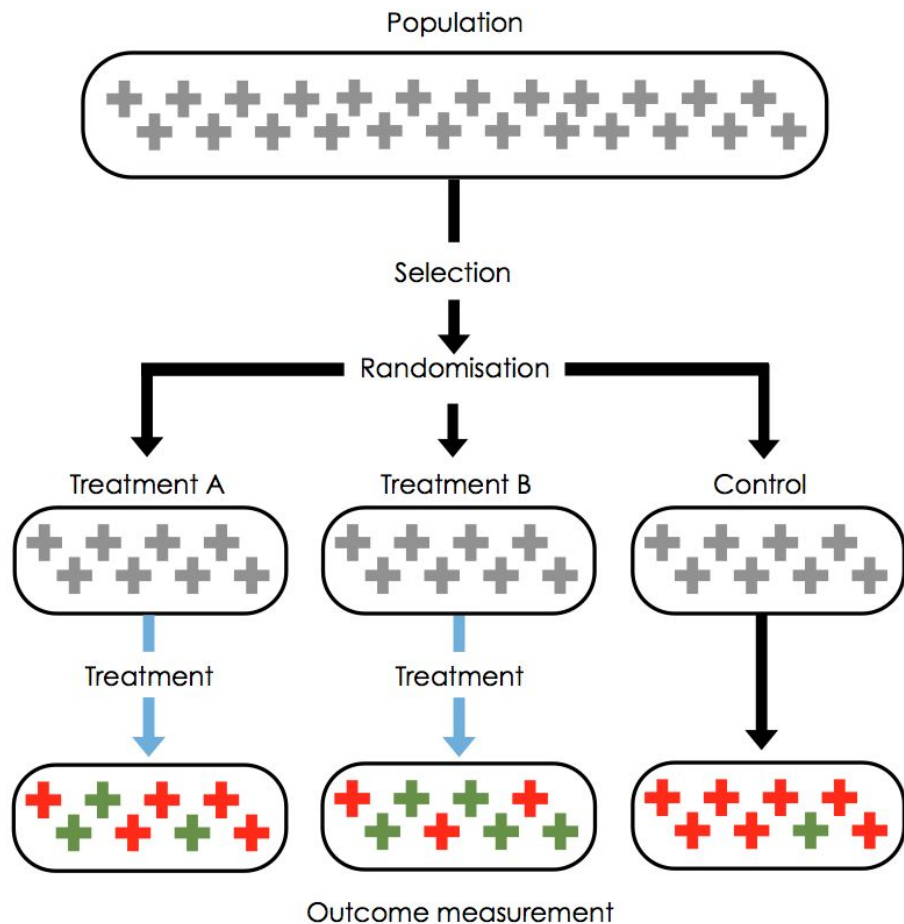 Population
Selection
Randomisation
Treatment A
Treatment B
Control
Treatment
Treatment
Outcome measurement